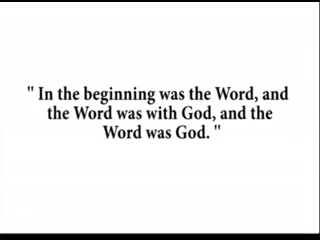 " In the beginning was the Word, and
the Word was with God, and the
Word was God. "